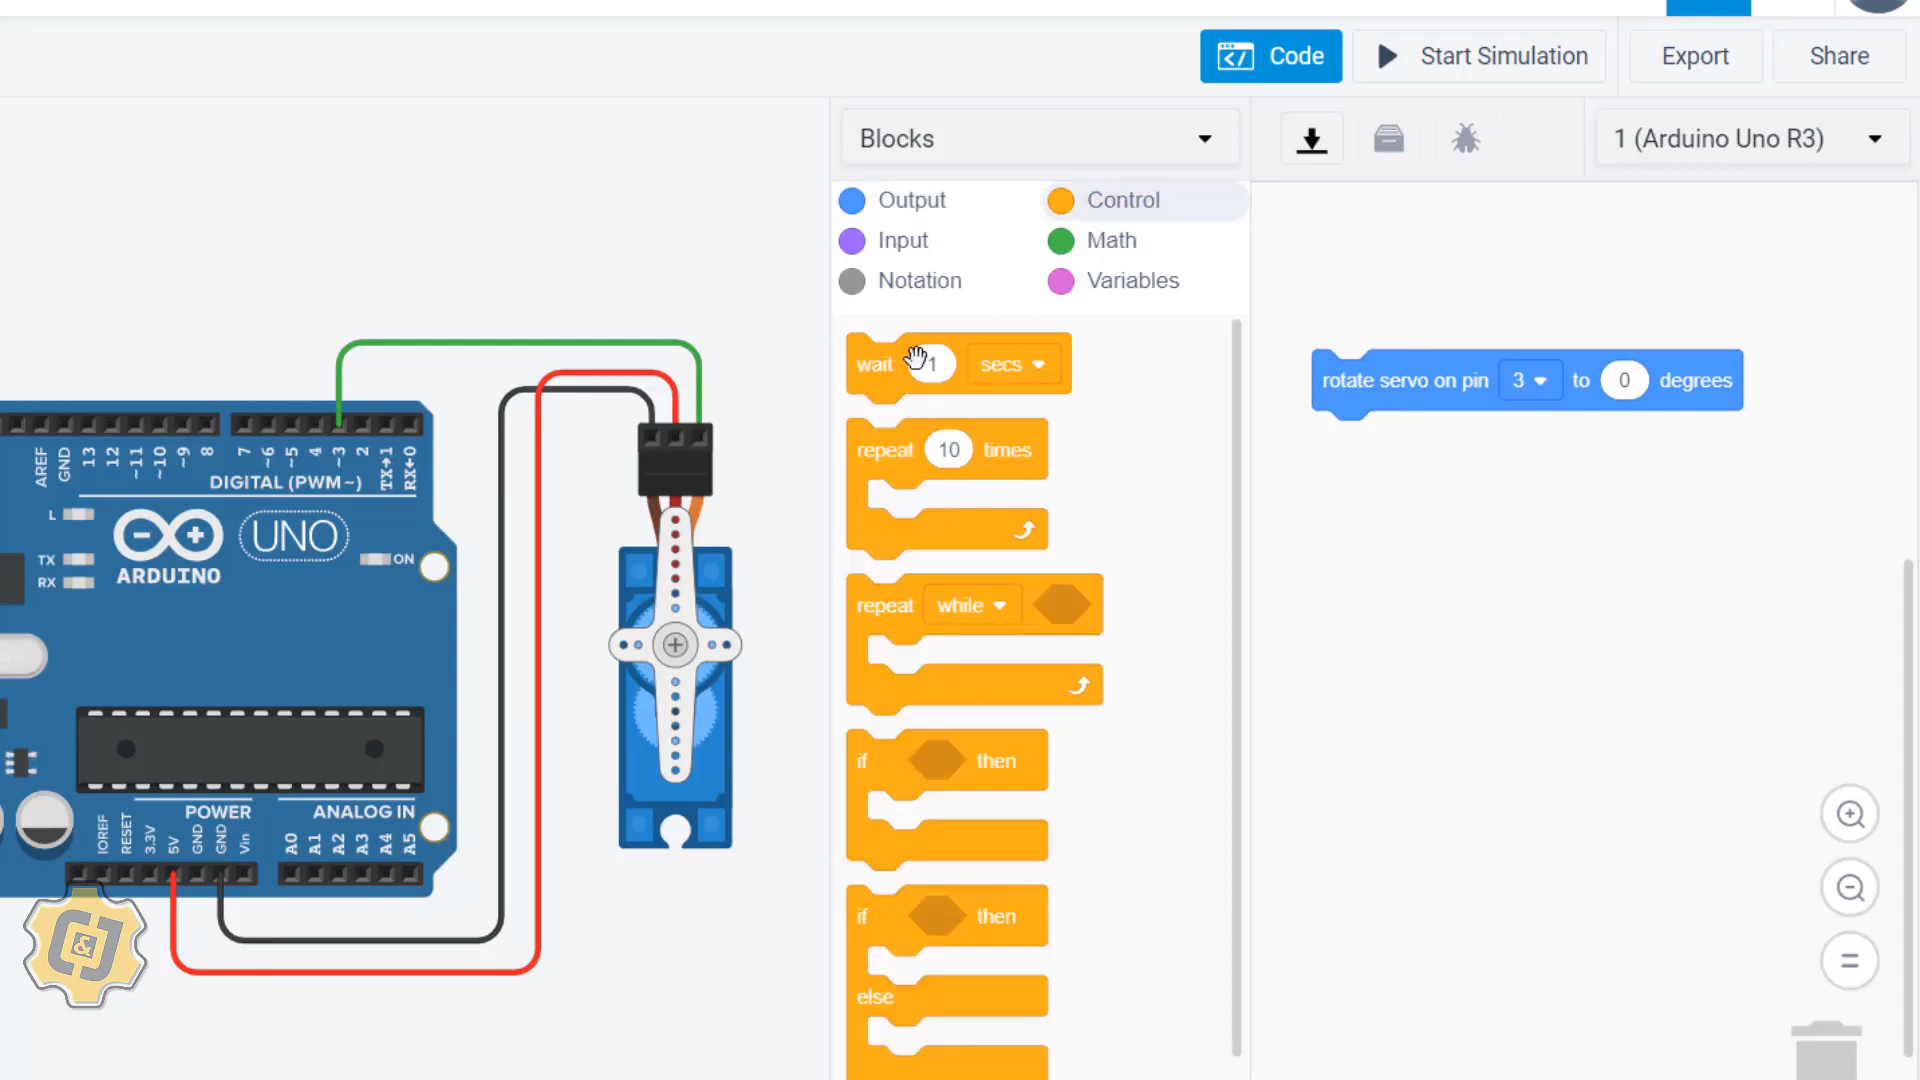 Code
Start Simulation
Export
Share
Blocks
1 (Arduino Uno R3)
Output
Control
Input
Math
Notation
Variables
wait 1 secs
repeat 10 times
repeat while
if then
if then
else
rotate servo on pin 3 to 0 degrees
AREF
GND
13
12
~11
~10
~9
8
7
~6
~5
4
~3
2
TX→1
RX←0
DIGITAL (PWM~)
L
TX
RX
UNO
ON
ARDUINO
POWER
ANALOG IN
IOREF
RESET
3.3V
5V
GND
GND
Vin
A0
A1
A2
A3
A4
A5
C&J